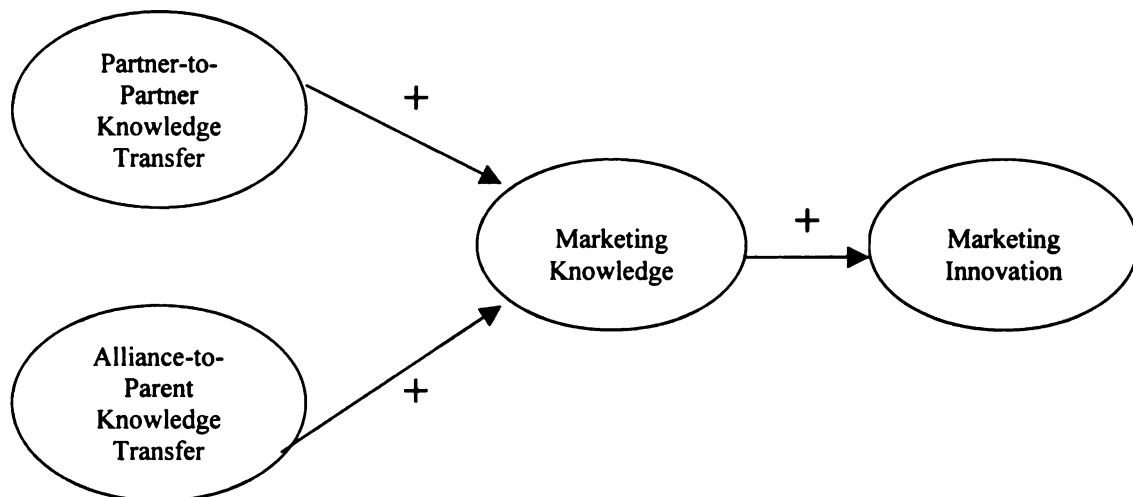 Partner-to-
Partner
Knowledge
Transfer
+
Marketing
Knowledge
+
Marketing
Innovation
Alliance-to-
Parent
Knowledge
Transfer
+